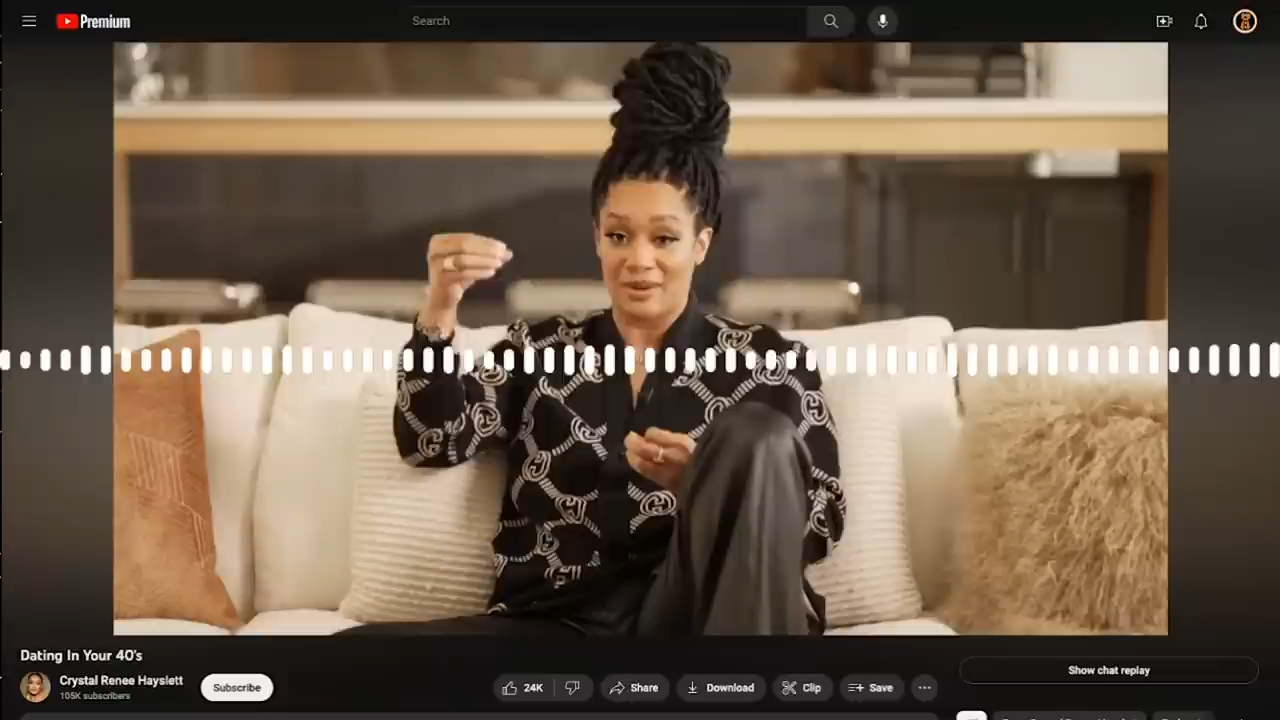 Premium
Search
Dating In Your 40's
Crystal Renee Hayslett
105K subscribers
Subscribe
24K
Share
Download
Clip
Save
Show chat replay